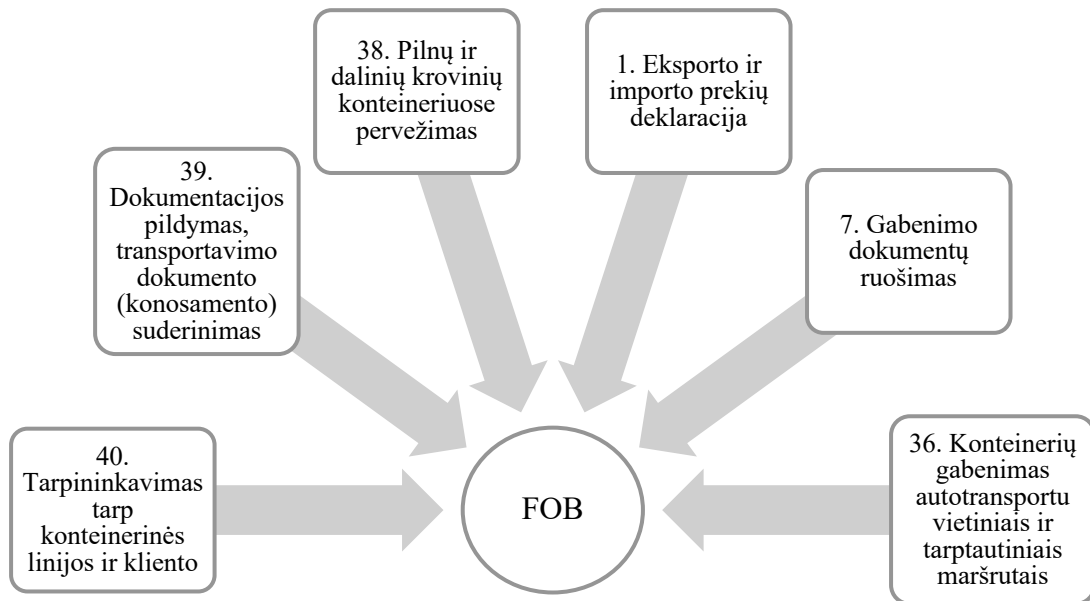 38. Pilnų ir
dalinių krovinių
konteineriuose
pervežimas
1. Eksporto ir
importo prekių
deklaracija
39.
Dokumentacijos
pildymas,
transportavimo
dokumento
(konosamento)
suderinimas
7. Gabenimo
dokumentų
ruošimas
40.
Tarpininkavimas
tarp
konteinerinės
linijos ir kliento
FOB
36. Konteinerių
gabenimas
autotransportu
vietiniais ir
tarptautiniais
maršrutais